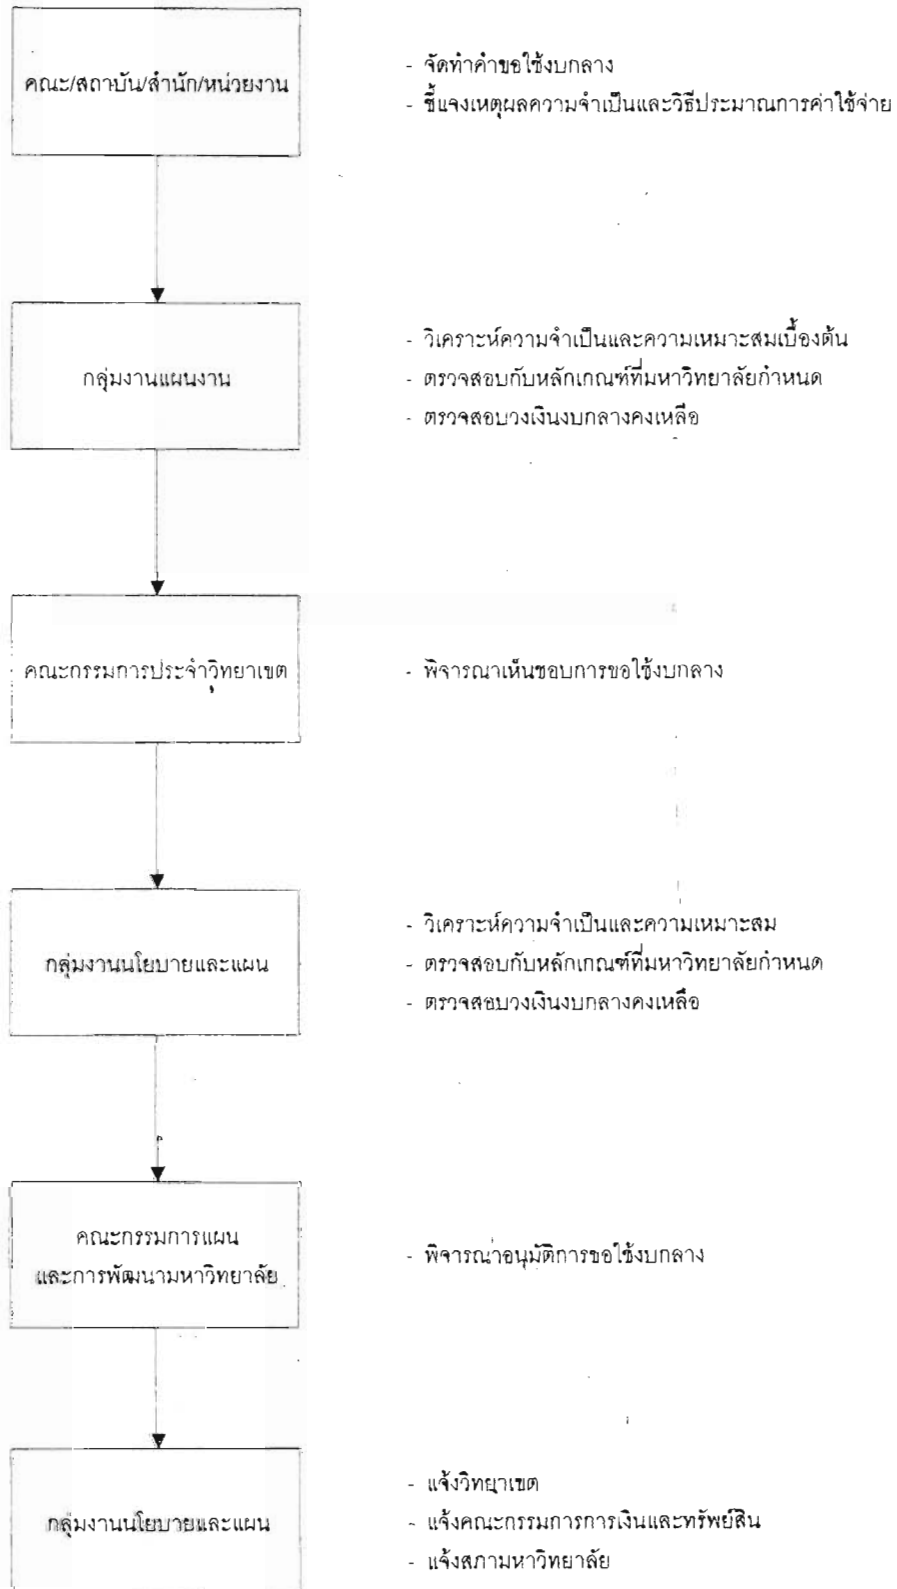 คณะ/สถาบัน/สำนัก/หน่วยงาน
- จัดทำคำขอใช้งบกลาง
- ชี้แจงเหตุผลความจำเป็นและวิธีประมาณการค่าใช้จ่าย
กลุ่มงานแผนงาน
- วิเคราะห์ความจำเป็นและความเหมาะสมเบื้องต้น
- ตรวจสอบกับหลักเกณฑ์ที่มหาวิทยาลัยกำหนด
- ตรวจสอบวงเงินงบกลางคงเหลือ
คณะกรรมการประจำวิทยาเขต
- พิจารณาเห็นชอบการขอใช้งบกลาง
กลุ่มงานนโยบายและแผน
- วิเคราะห์ความจำเป็นและความเหมาะสม
- ตรวจสอบกับหลักเกณฑ์ที่มหาวิทยาลัยกำหนด
- ตรวจสอบวงเงินงบกลางคงเหลือ
คณะกรรมการแผน
และการพัฒนามหาวิทยาลัย
- พิจารณาอนุมัติการขอใช้งบกลาง
กลุ่มงานนโยบายและแผน
- แจ้งวิทยาเขต
- แจ้งคณะกรรมการการเงินและทรัพย์สิน
- แจ้งสภามหาวิทยาลัย